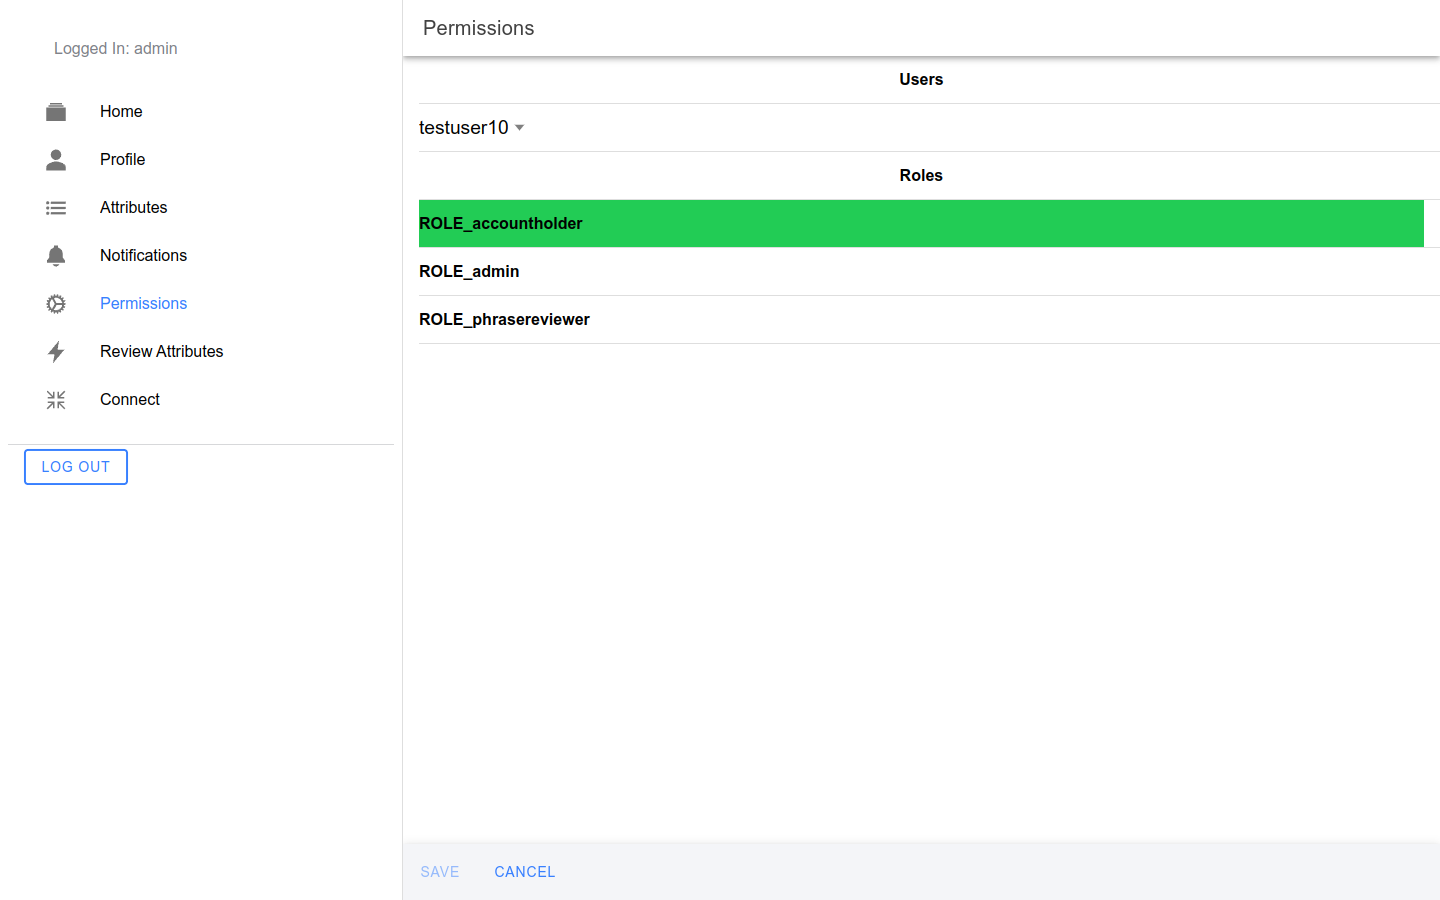 Logged In: admin
Home
Profile
Attributes
Notifications
Permissions
Review Attributes
Connect
LOG OUT
Permissions
Users
testuser10
Roles
ROLE_accountholder
ROLE_admin
ROLE_phrasereviewer
SAVE CANCEL